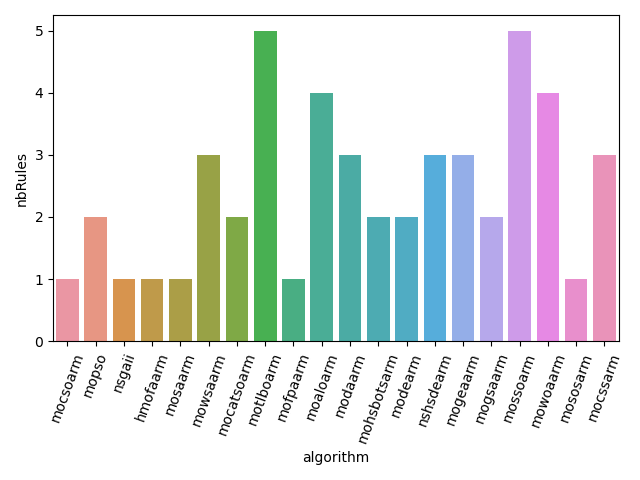 nbRules
5
4
3
2
1
0
mocsoarm
mopso
nsgaii
hmofaarm
mosaarm
mowsaarm
mocatsoarm
motlboarm
mofpaarm
moaloarm
modaarm
mohsbotsarm
modearm
nshsdearm
mogeaarm
mogsaarm
mossoarm
mowoaarm
mososarm
mocssarm
algorithm